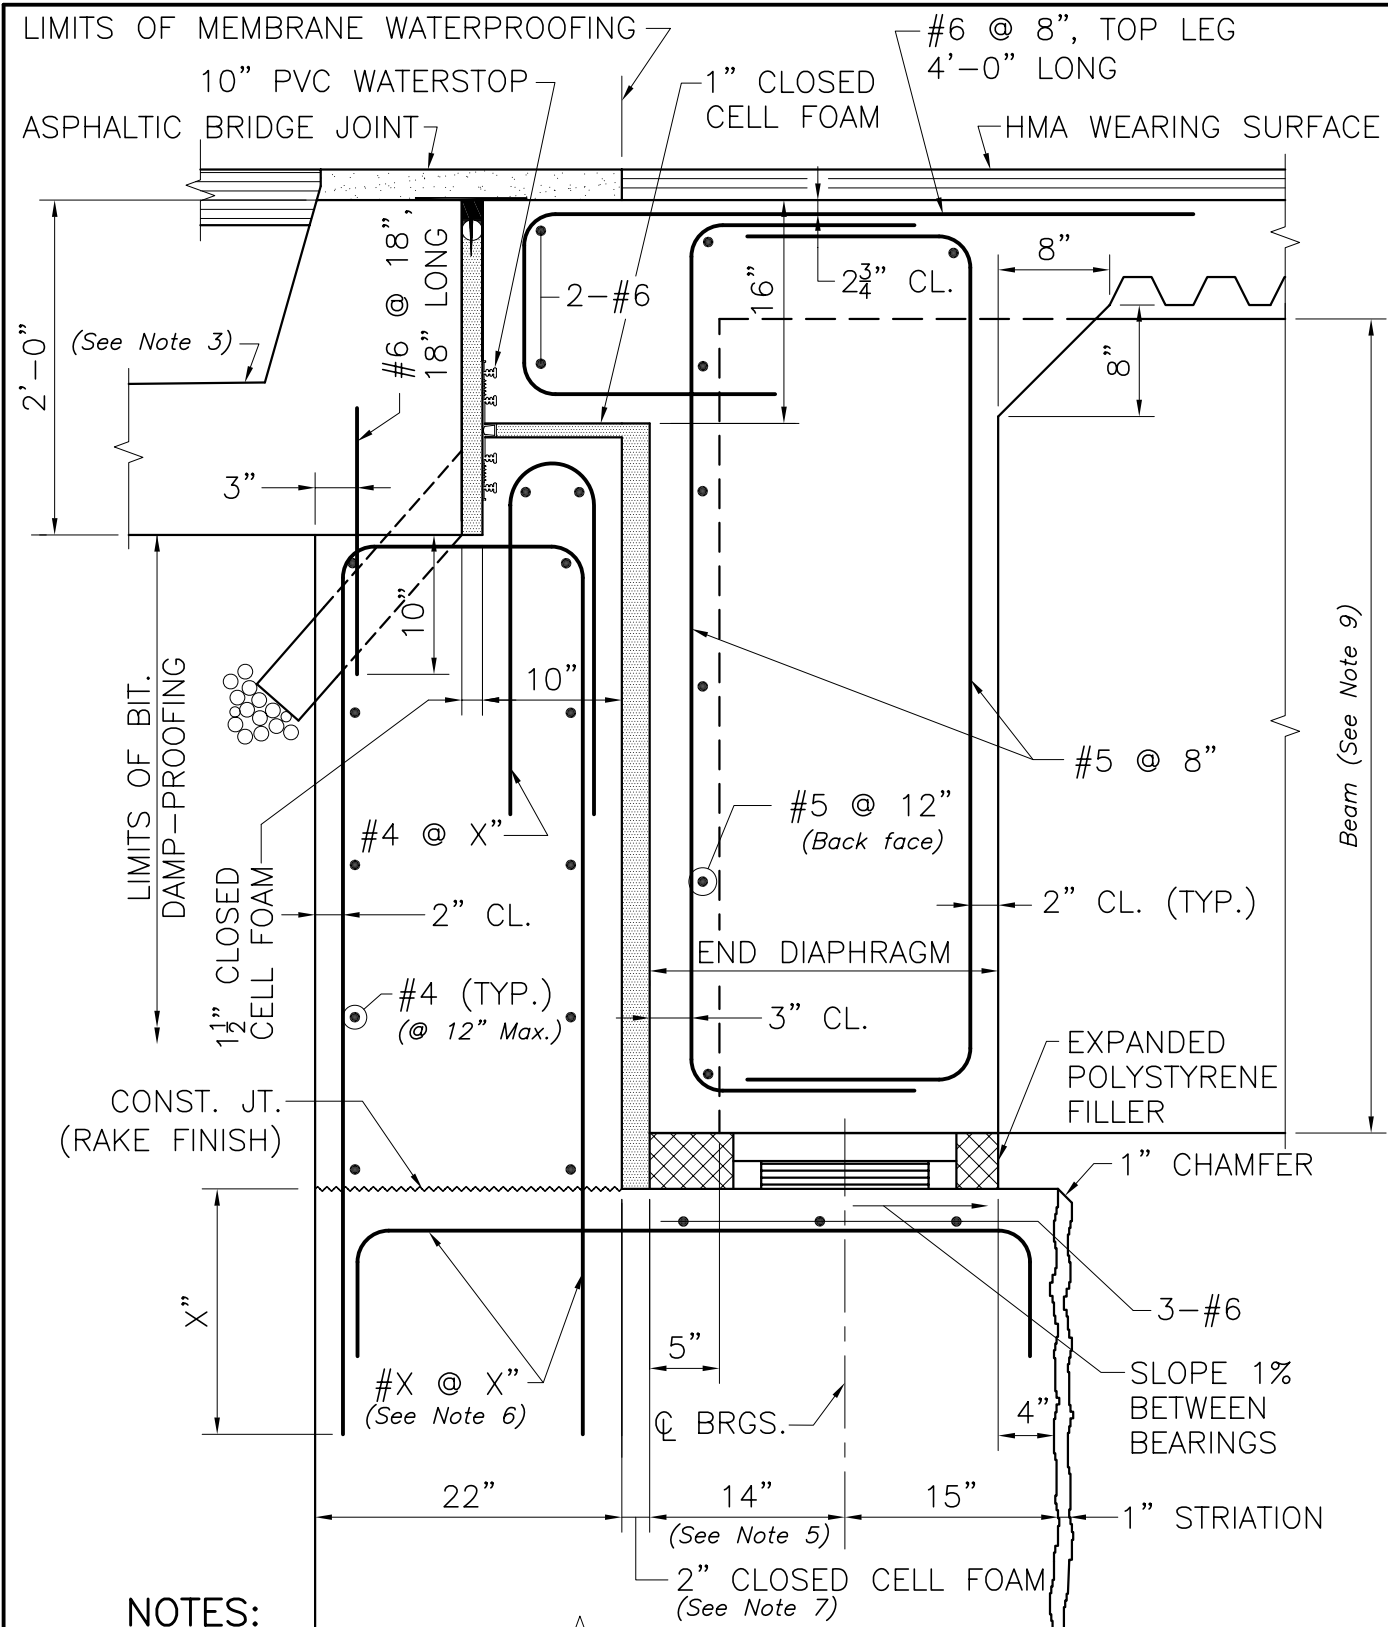 LIMITS OF MEMBRANE WATERPROOFING
#6 @ 8", TOP LEG
4'-0" LONG
10" PVC WATERSTOP
1" CLOSED
CELL FOAM
ASPHALTIC BRIDGE JOINT
HMA WEARING SURFACE
#6 @ 18",
18" LONG
2'-0"
(See Note 3)
2-#6
16"
2 3/4" CL.
8"
8"
3"
10"
10"
LIMITS OF BIT.
DAMP-PROOFING
Beam (See Note 9)
#5 @ 8"
#5 @ 12"
(Back face)
#4 @ X"
1 1/2" CLOSED
CELL FOAM
2" CL.
2" CL. (TYP.)
END DIAPHRAGM
#4 (TYP.)
(@ 12" Max.)
3" CL.
EXPANDED
POLYSTYRENE
FILLER
CONST. JT.
(RAKE FINISH)
1" CHAMFER
X"
3-#6
5"
#X @ X"
(See Note 6)
℄ BRGS.
SLOPE 1%
BETWEEN
BEARINGS
4"
22"
14"
(See Note 5)
15"
1" STRIATION
2" CLOSED CELL FOAM
(See Note 7)
NOTES: